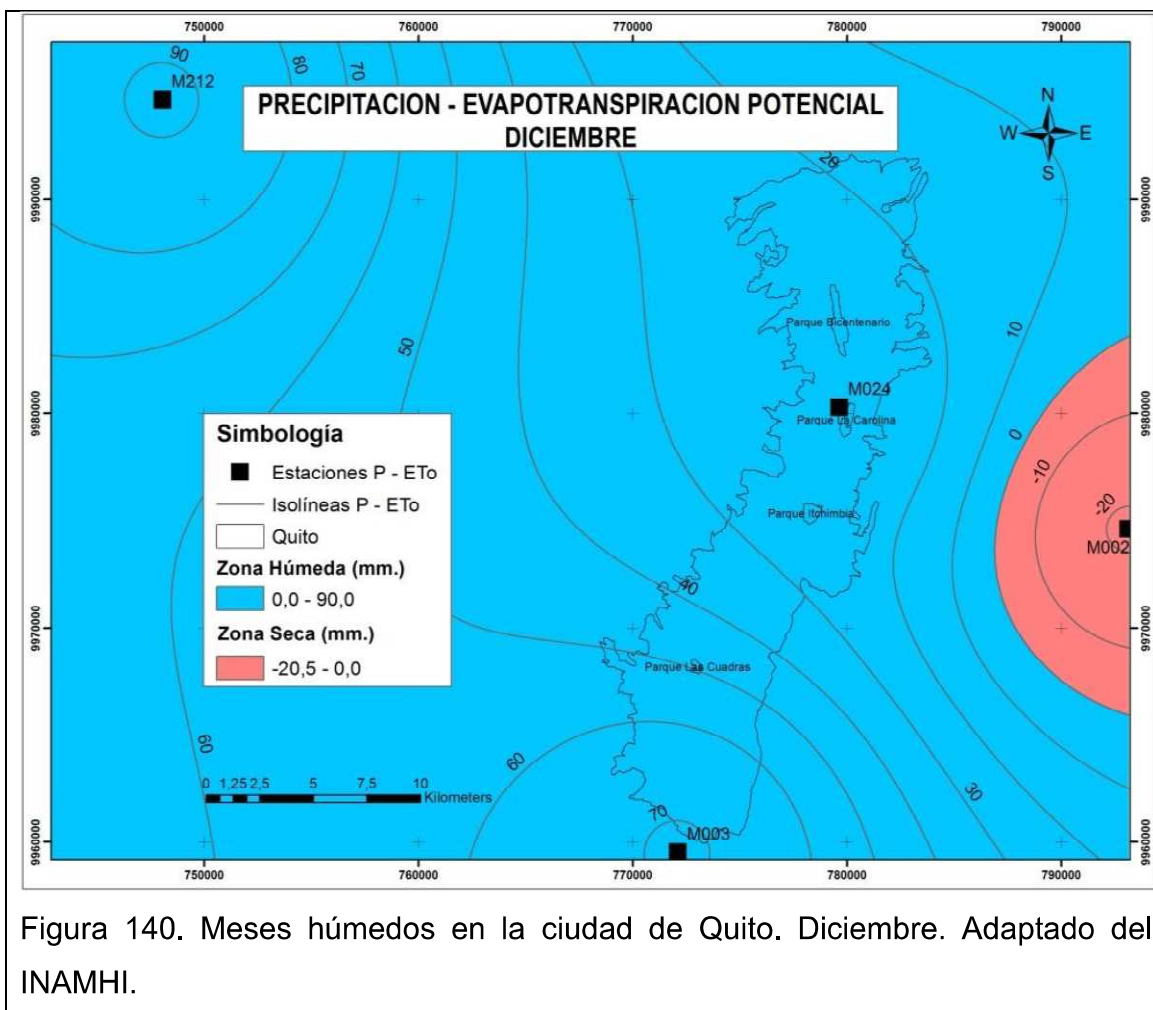 750000 760000 770000 780000 790000
90
80
70
M212
PRECIPITACION - EVAPOTRANSPIRACION POTENCIAL
DICIEMBRE
N
W E
S
20
9990000 9990000
Parque Bicentenario
10
50
M024
Parque La Carolina
9980000 9980000
0
-10
-20
M002
Parque Itchimbia
Simbología
Estaciones P - ETo
Isolíneas P - ETo
Quito
Zona Húmeda (mm.)
0,0 - 90,0
Zona Seca (mm.)
-20,5 - 0,0
40
9970000 9970000
Parque Las Cuadras
60
60
30
0 1,25 2,5 5 7,5 10
Kilometers
70
M003
9960000 9960000
750000 760000 770000 780000 790000
Figura 140. Meses húmedos en la ciudad de Quito. Diciembre. Adaptado del
INAMHI.